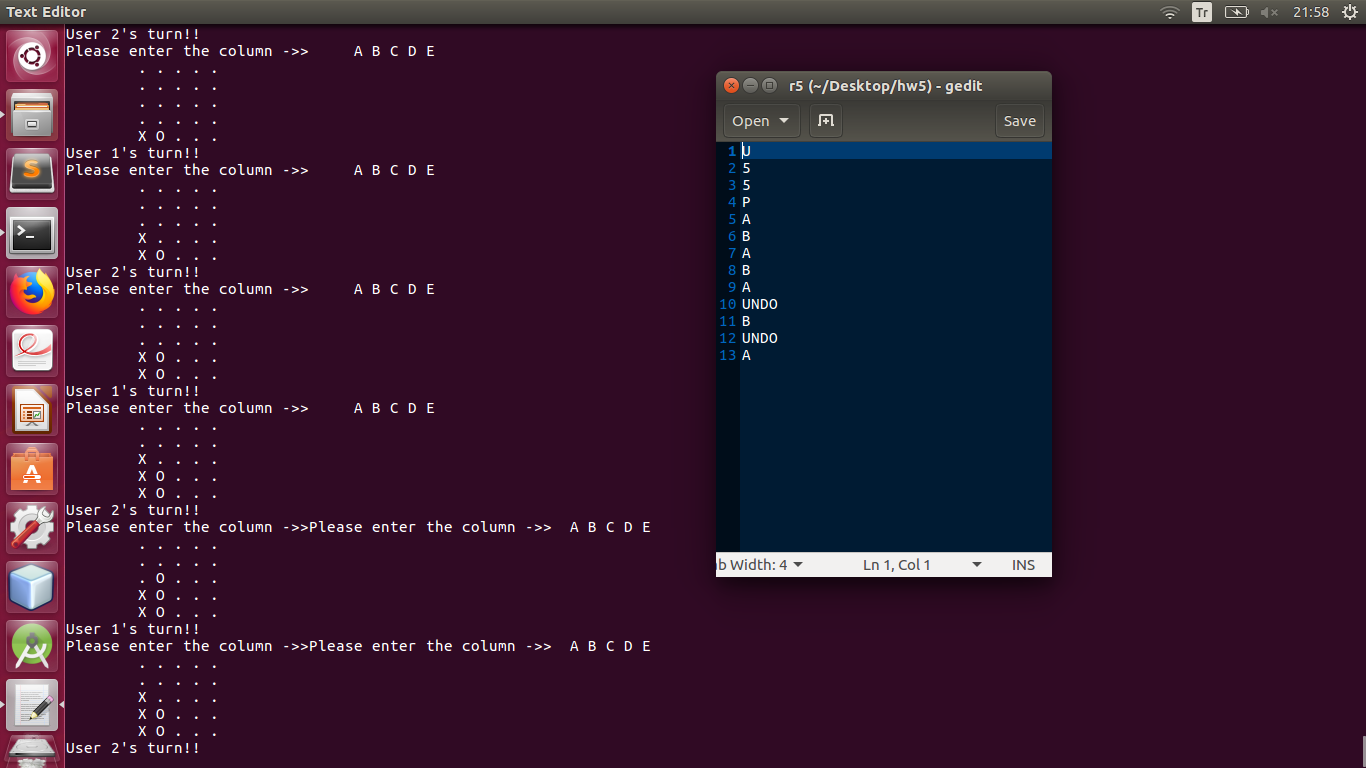 Text Editor
Tr
21:58
User 2's turn!!
Please enter the column ->> A B C D E
. . . . .
. . . . .
. . . . .
. . . . .
X O . . .
User 1's turn!!
Please enter the column ->> A B C D E
. . . . .
. . . . .
. . . . .
X . . . .
X O . . .
User 2's turn!!
Please enter the column ->> A B C D E
. . . . .
. . . . .
. . . . .
X O . . .
X O . . .
User 1's turn!!
Please enter the column ->> A B C D E
. . . . .
. . . . .
X . . . .
X O . . .
X O . . .
User 2's turn!!
Please enter the column ->>Please enter the column ->> A B C D E
. . . . .
. . . . .
. O . . .
X O . . .
X O . . .
User 1's turn!!
Please enter the column ->>Please enter the column ->> A B C D E
. . . . .
. . . . .
X . . . .
X O . . .
X O . . .
User 2's turn!!
r5 (~/Desktop/hw5) - gedit
Open
Save
1 U
2 5
3 5
4 P
5 A
6 B
7 A
8 B
9 A
10 UNDO
11 B
12 UNDO
13 A
ab Width: 4
Ln 1, Col 1
INS